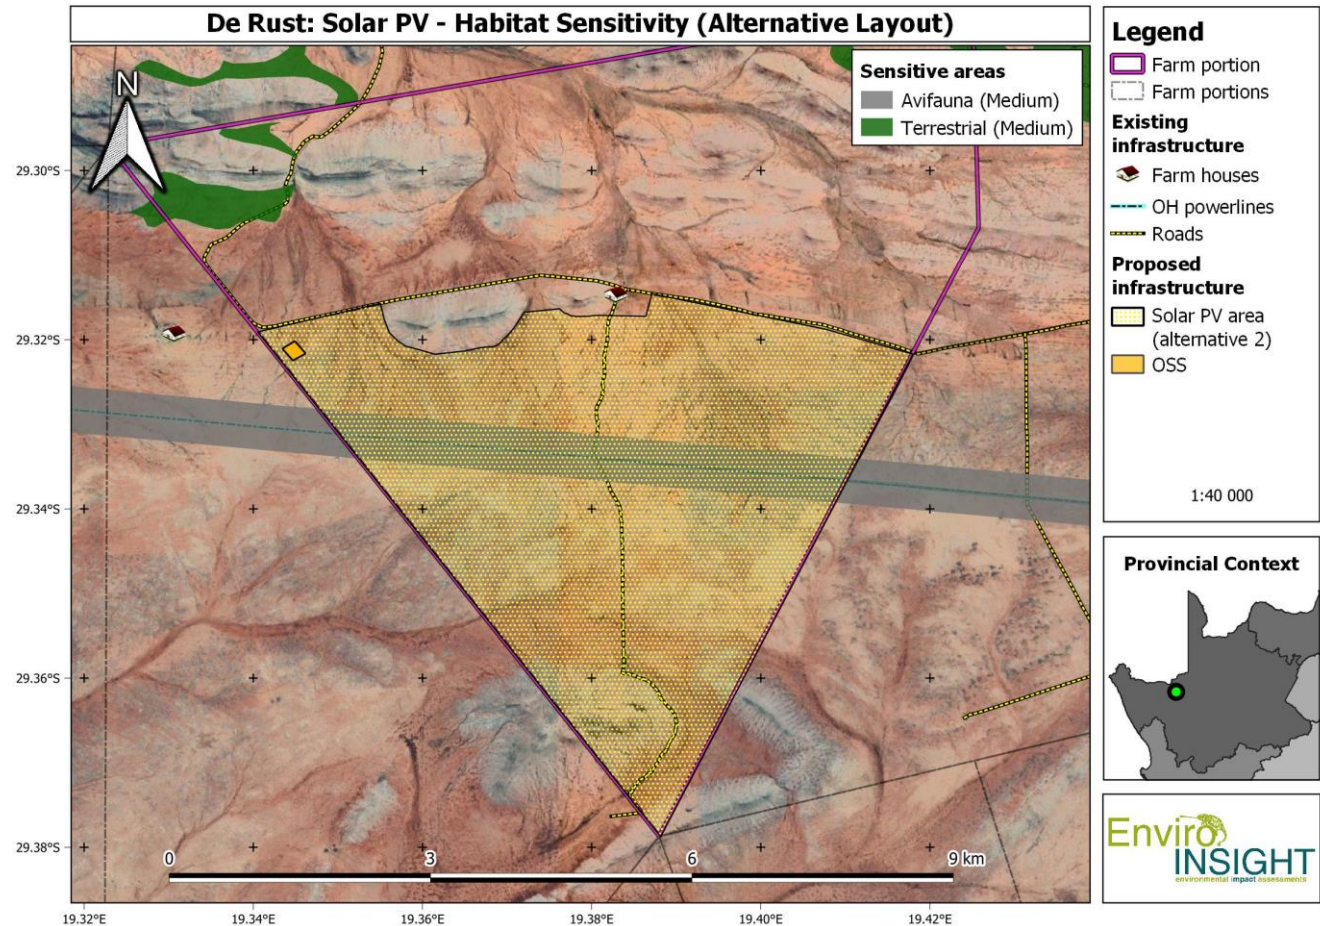 De Rust: Solar PV - Habitat Sensitivity (Alternative Layout)
N
Sensitive areas
Avifauna (Medium)
Terrestrial (Medium)
29.30°S
29.32°S
29.34°S
29.36°S
29.38°S
0 3 6 9 km
19.32°E 19.34°E 19.36°E 19.38°E 19.40°E 19.42°E
Legend
Farm portion
Farm portions
Existing
infrastructure
Farm houses
OH powerlines
Roads
Proposed
infrastructure
Solar PV area
(alternative 2)
OSS
1:40 000
Provincial Context
Enviro
INSIGHT
environmental impact assessments